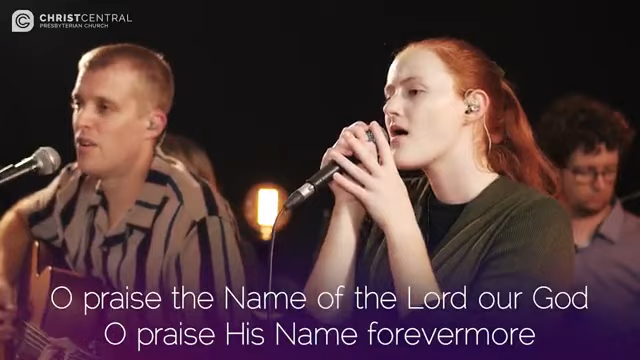 CHRISTCENTRAL
PRESBYTERIAN CHURCH
O praise the Name of the Lord our God
O praise His Name forevermore